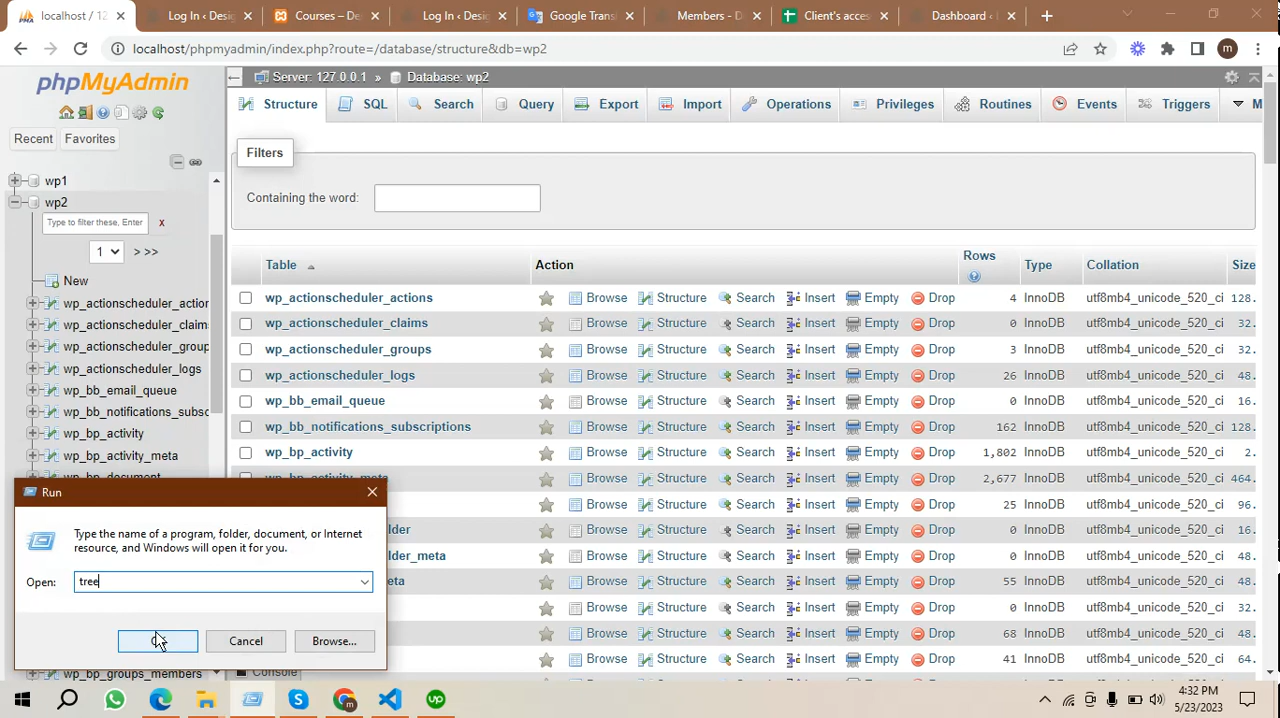 localhost / 12
Log In ‹ Desig
Courses – De
Log In ‹ Desig
Google Trans
Members - D
Client's acces
Dashboard ‹
localhost/phpmyadmin/index.php?route=/database/structure&db=wp2
m
phpMyAdmin
Server: 127.0.0.1 » Database: wp2
Structure
SQL
Search
Query
Export
Import
Operations
Privileges
Routines
Events
Triggers
M
Recent
Favorites
Filters
Containing the word:
wp1
wp2
Type to filter these, Enter
x
1
> >>
New
wp_actionscheduler_action
wp_actionscheduler_claims
wp_actionscheduler_group
wp_actionscheduler_logs
wp_bb_email_queue
wp_bb_notifications_subsc
wp_bp_activity
wp_bp_activity_meta
wp_bp_document
Table Action Rows Type Collation Size
wp_actionscheduler_actions Browse Structure Search Insert Empty Drop 4 InnoDB utf8mb4_unicode_520_ci 128.
wp_actionscheduler_claims Browse Structure Search Insert Empty Drop 0 InnoDB utf8mb4_unicode_520_ci 32.
wp_actionscheduler_groups Browse Structure Search Insert Empty Drop 3 InnoDB utf8mb4_unicode_520_ci 32.
wp_actionscheduler_logs Browse Structure Search Insert Empty Drop 26 InnoDB utf8mb4_unicode_520_ci 48.
wp_bb_email_queue Browse Structure Search Insert Empty Drop 0 InnoDB utf8mb4_unicode_520_ci 16.
wp_bb_notifications_subscriptions Browse Structure Search Insert Empty Drop 162 InnoDB utf8mb4_unicode_520_ci 128.
wp_bp_activity Browse Structure Search Insert Empty Drop 1,802 InnoDB utf8mb4_unicode_520_ci 2.
wp_bp_activity_meta Browse Structure Search Insert Empty Drop 2,677 InnoDB utf8mb4_unicode_520_ci 464.
Browse Structure Search Insert Empty Drop 25 InnoDB utf8mb4_unicode_520_ci 96.
lder Browse Structure Search Insert Empty Drop 0 InnoDB utf8mb4_unicode_520_ci 16.
lder_meta Browse Structure Search Insert Empty Drop 0 InnoDB utf8mb4_unicode_520_ci 48.
eta Browse Structure Search Insert Empty Drop 55 InnoDB utf8mb4_unicode_520_ci 48.
Browse Structure Search Insert Empty Drop 0 InnoDB utf8mb4_unicode_520_ci 32.
Browse Structure Search Insert Empty Drop 68 InnoDB utf8mb4_unicode_520_ci 48.
Browse Structure Search Insert Empty Drop 41 InnoDB utf8mb4_unicode_520_ci 64.
Run
Type the name of a program, folder, document, or Internet
resource, and Windows will open it for you.
Open: tree
Cancel
Browse...
wp_bp_groups_members
Console
4:32 PM
5/23/2023